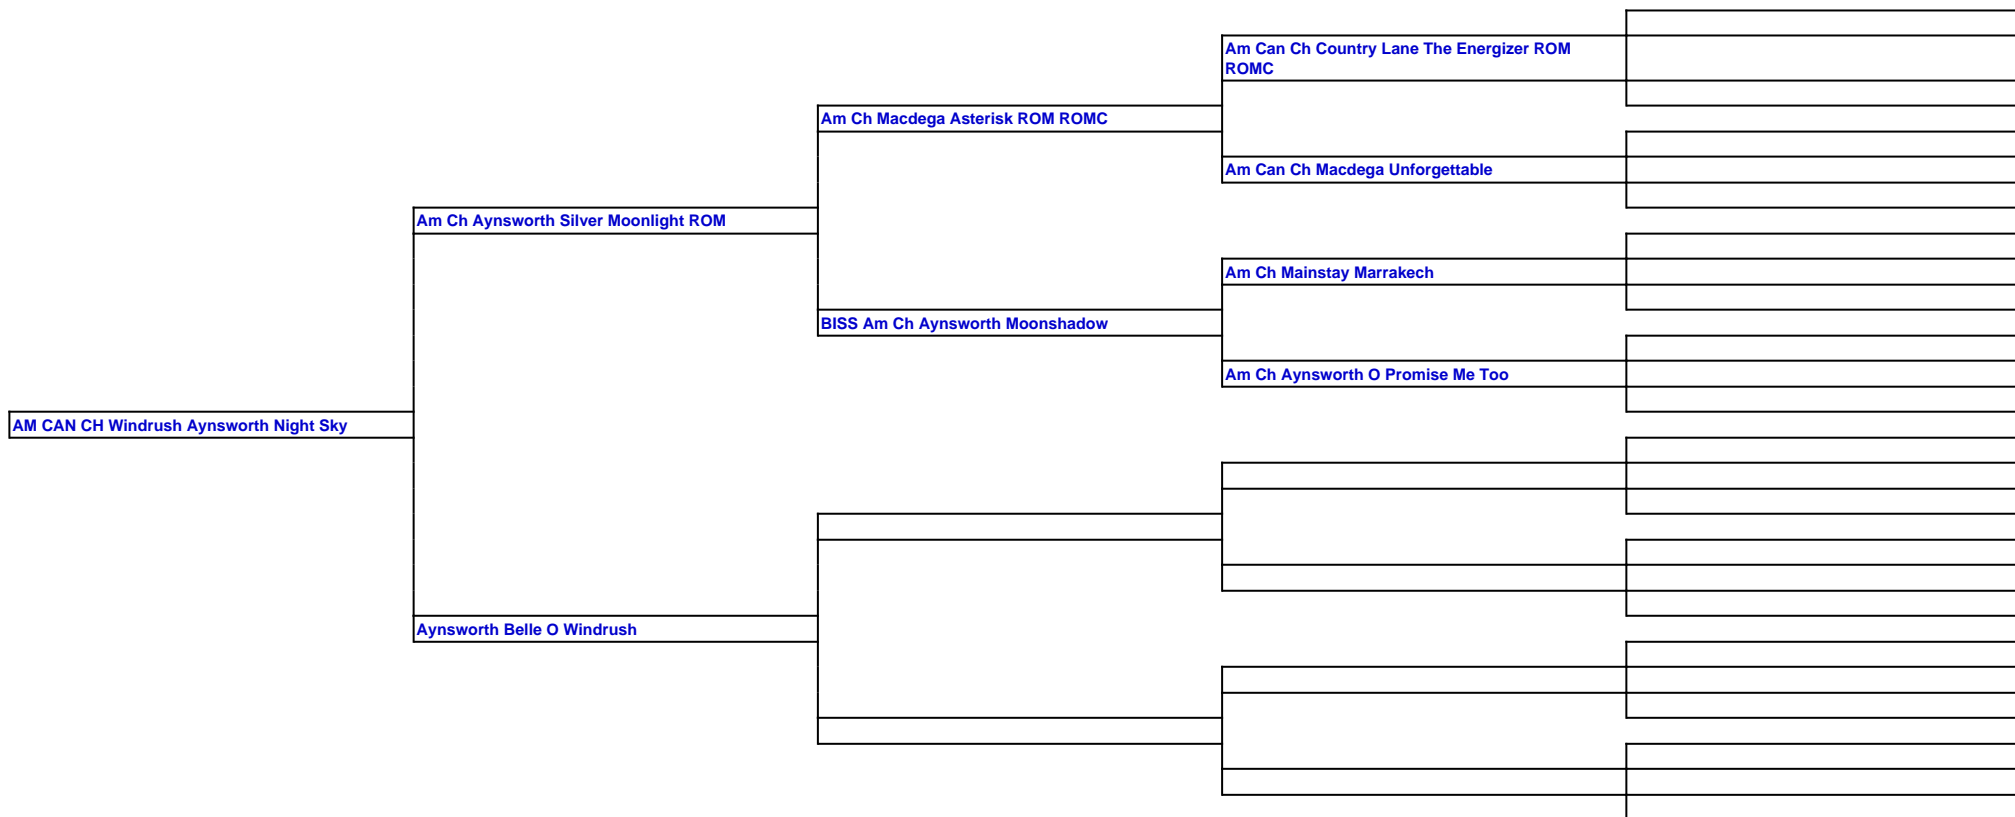 Am Can Ch Country Lane The Energizer ROM
ROMC
Am Ch Macdega Asterisk ROM ROMC
Am Can Ch Macdega Unforgettable
Am Ch Aynsworth Silver Moonlight ROM
Am Ch Mainstay Marrakech
BISS Am Ch Aynsworth Moonshadow
Am Ch Aynsworth O Promise Me Too
AM CAN CH Windrush Aynsworth Night Sky
Aynsworth Belle O Windrush